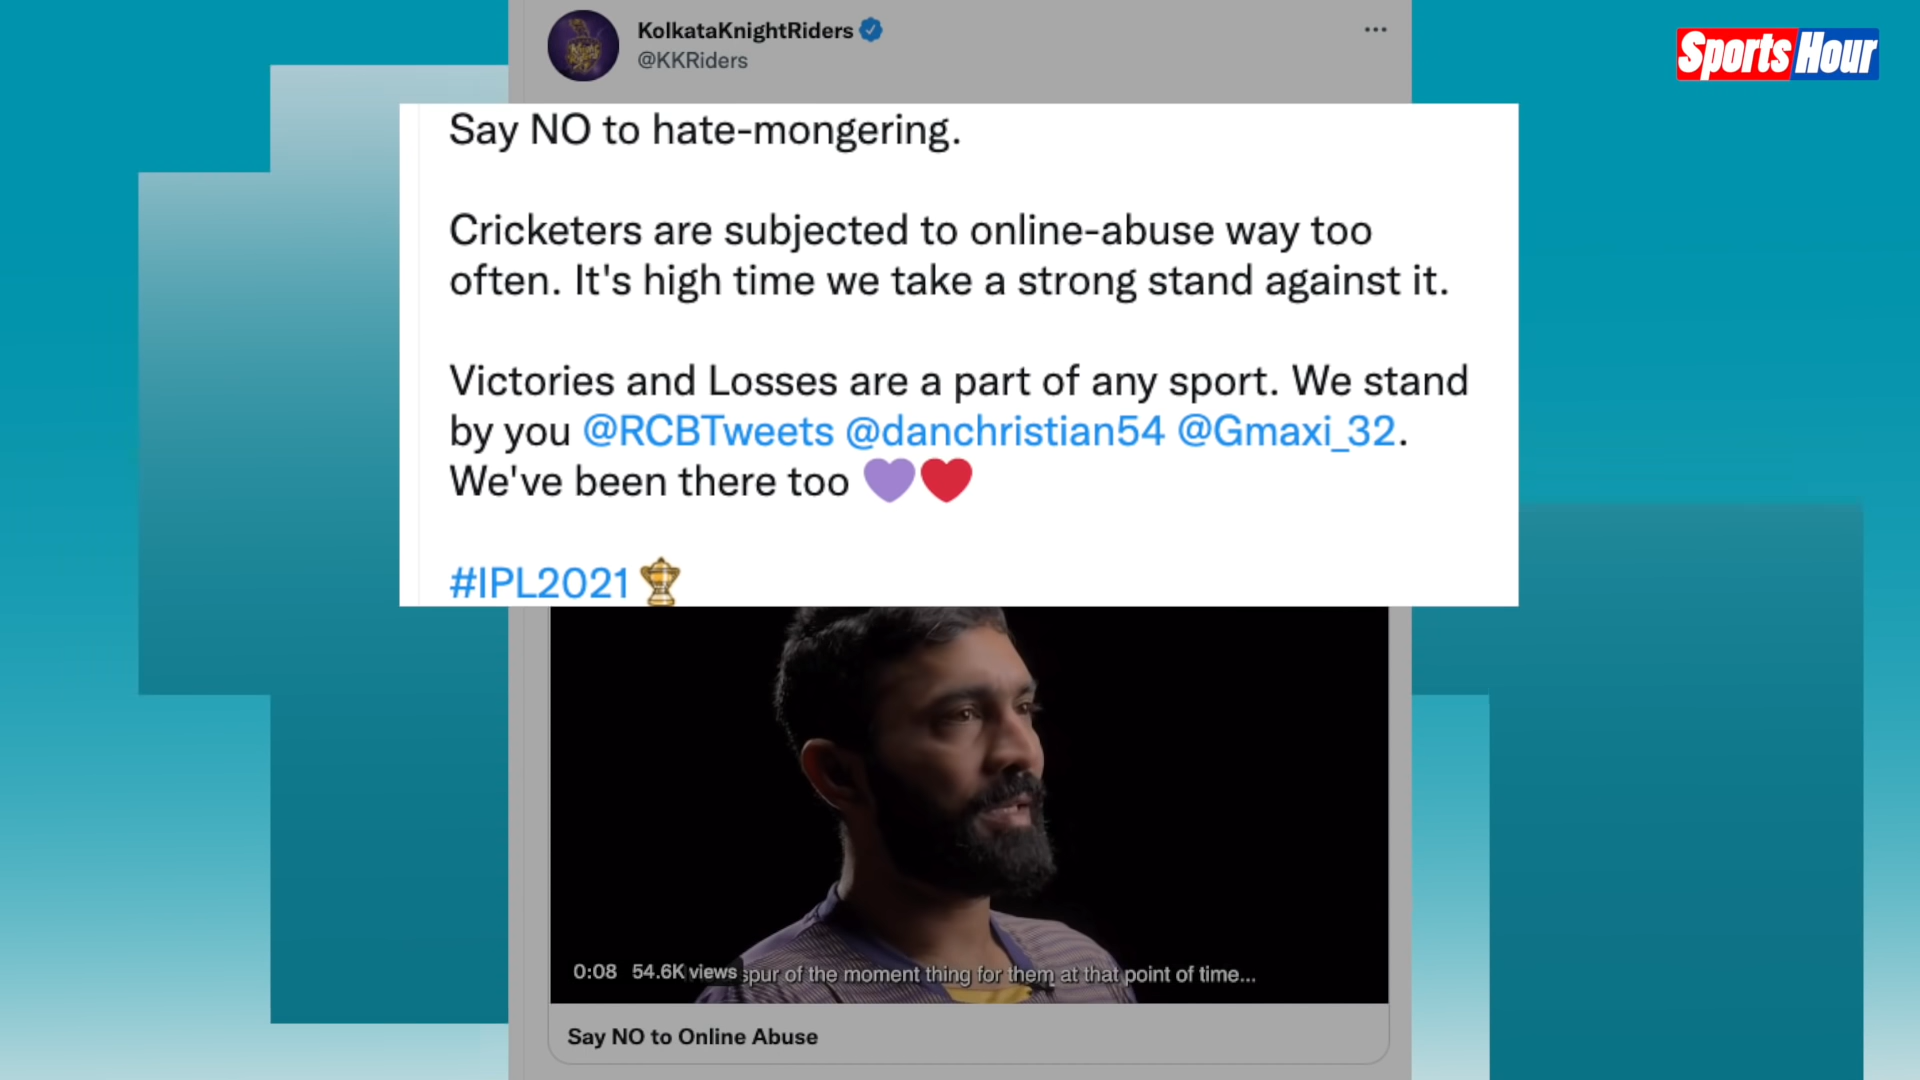 KolkataKnightRiders
@KKRiders
Sports Hour
Say NO to hate-mongering.
Cricketers are subjected to online-abuse way too
often. It's high time we take a strong stand against it.
Victories and Losses are a part of any sport. We stand
by you @RCBTweets @danchristian54 @Gmaxi_32.
We've been there too 💜❤️
#IPL2021🏆
0:08 54.6K views spur of the moment thing for them at that point of time...
Say NO to Online Abuse